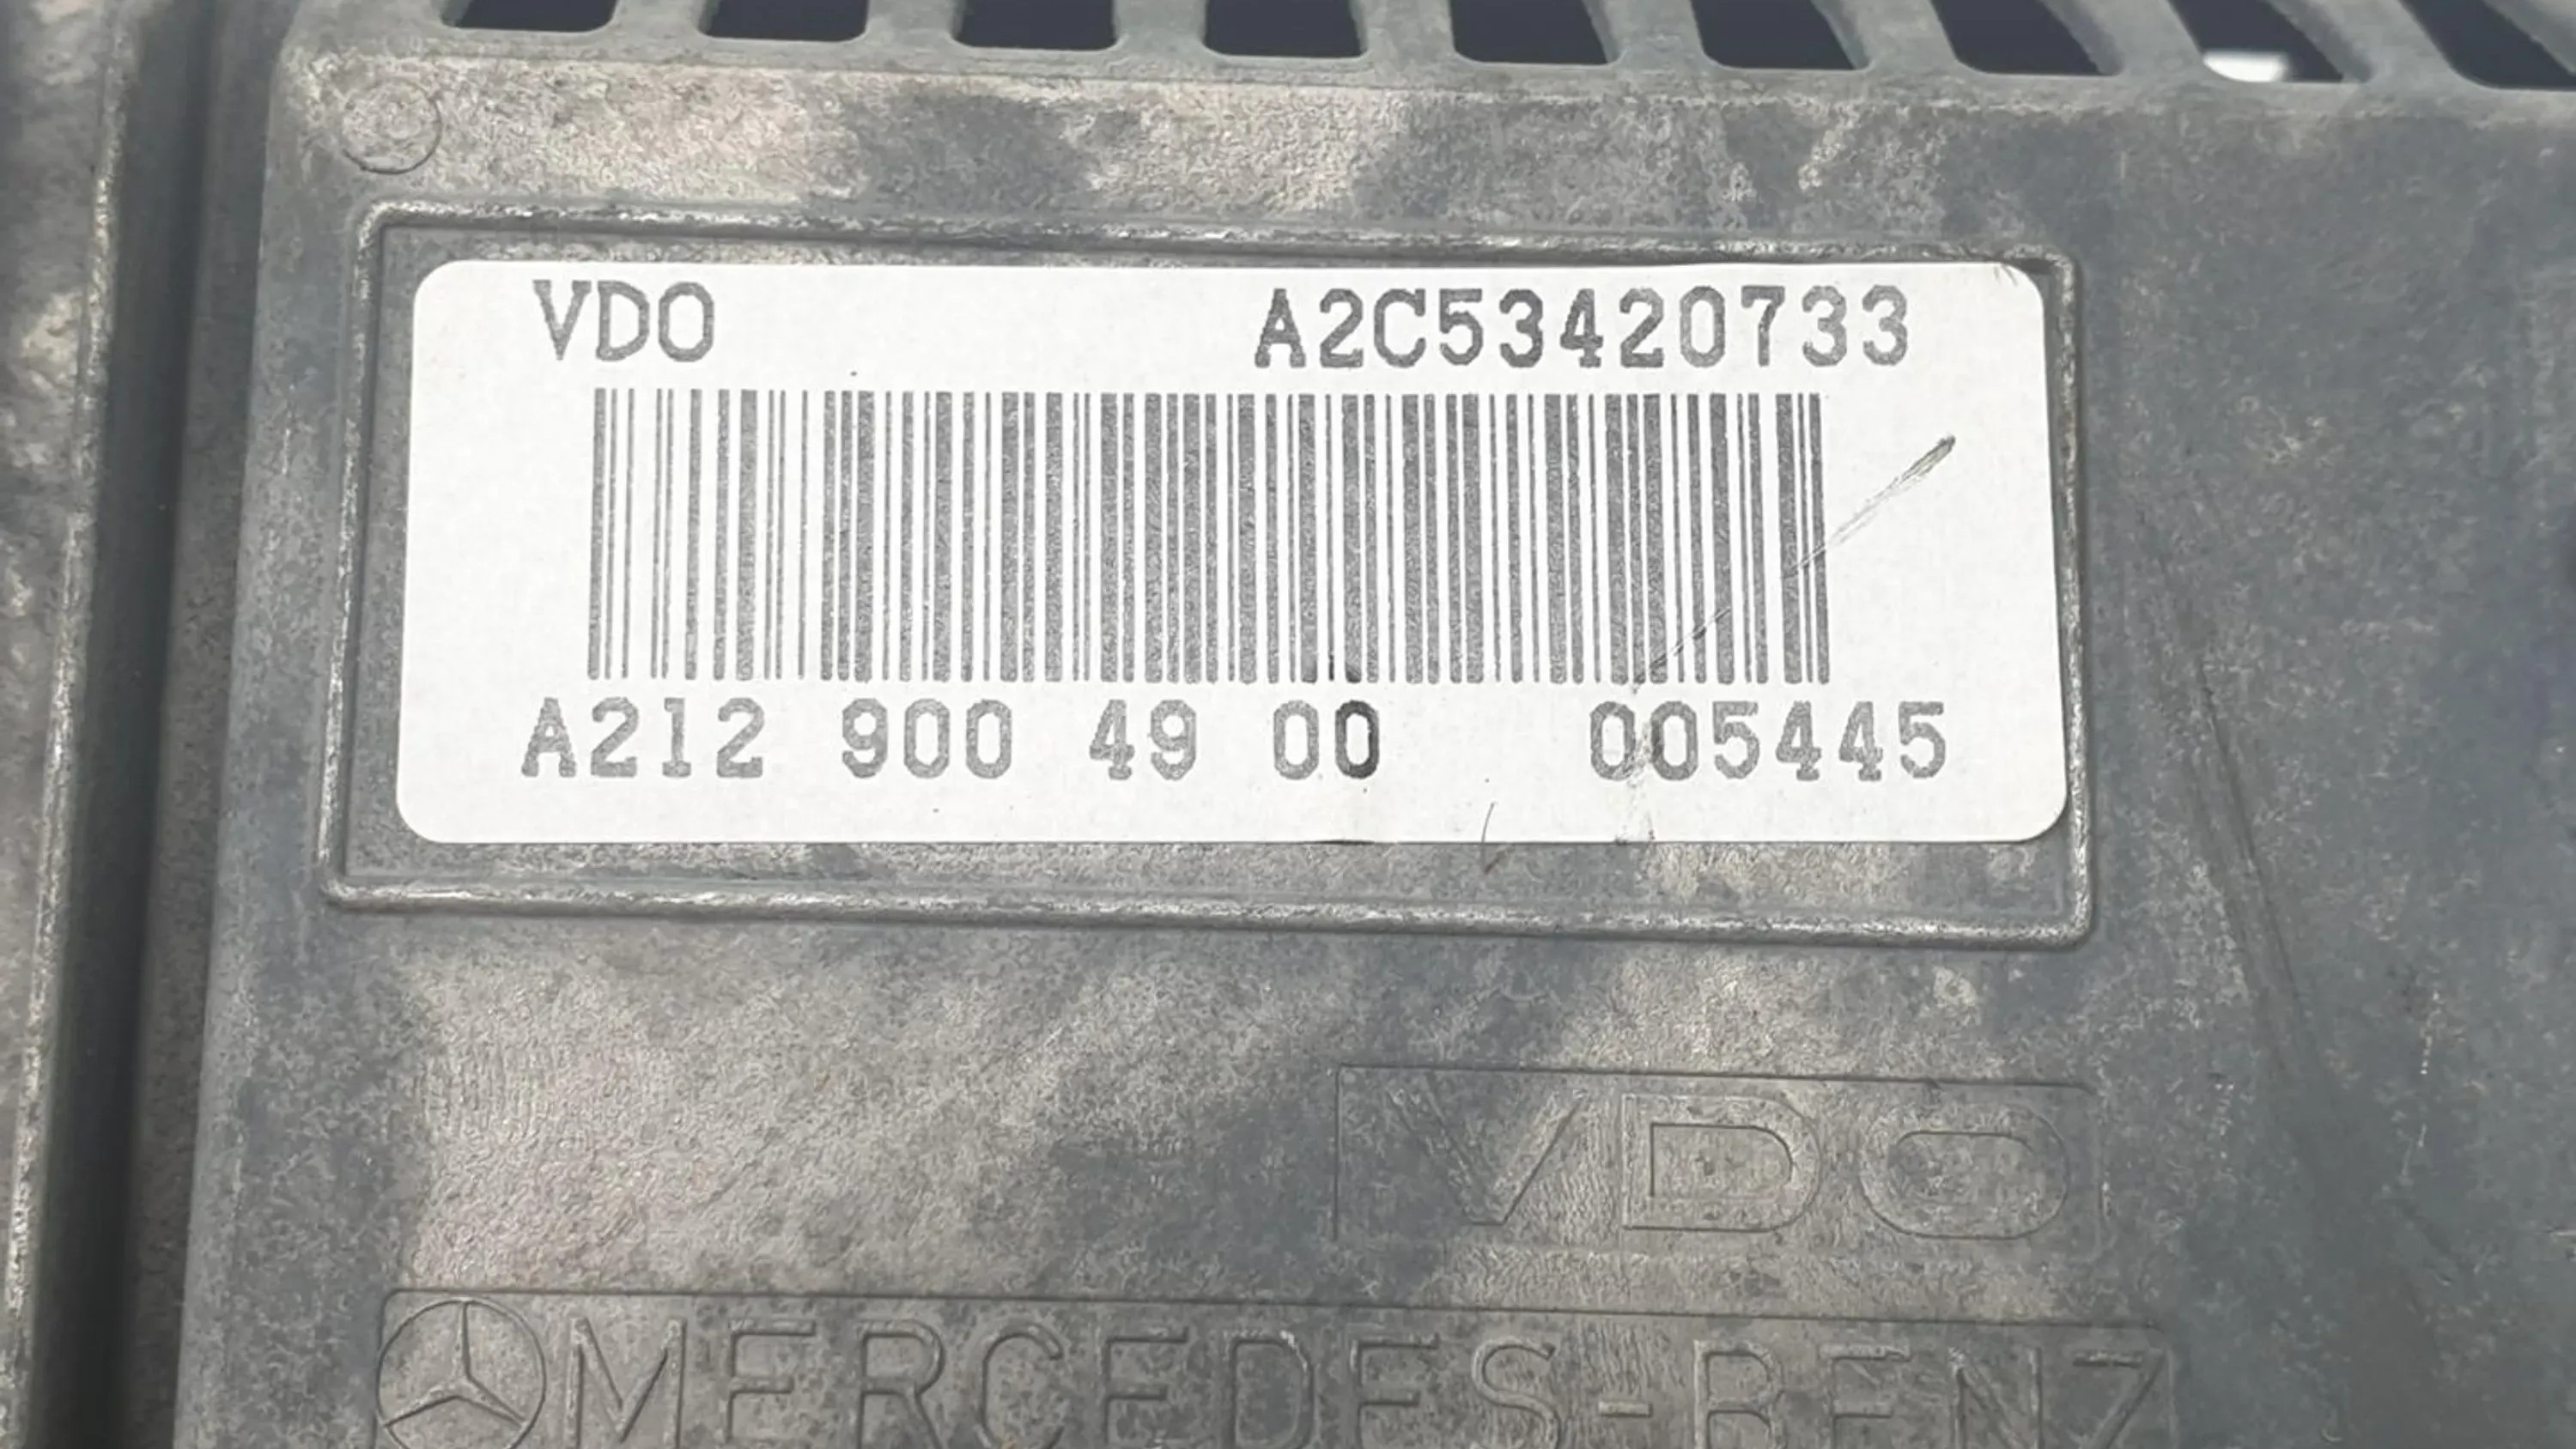 VDO A2C53420733
A212 900 49 00 005445
VDO
MERCEDES-BENZ